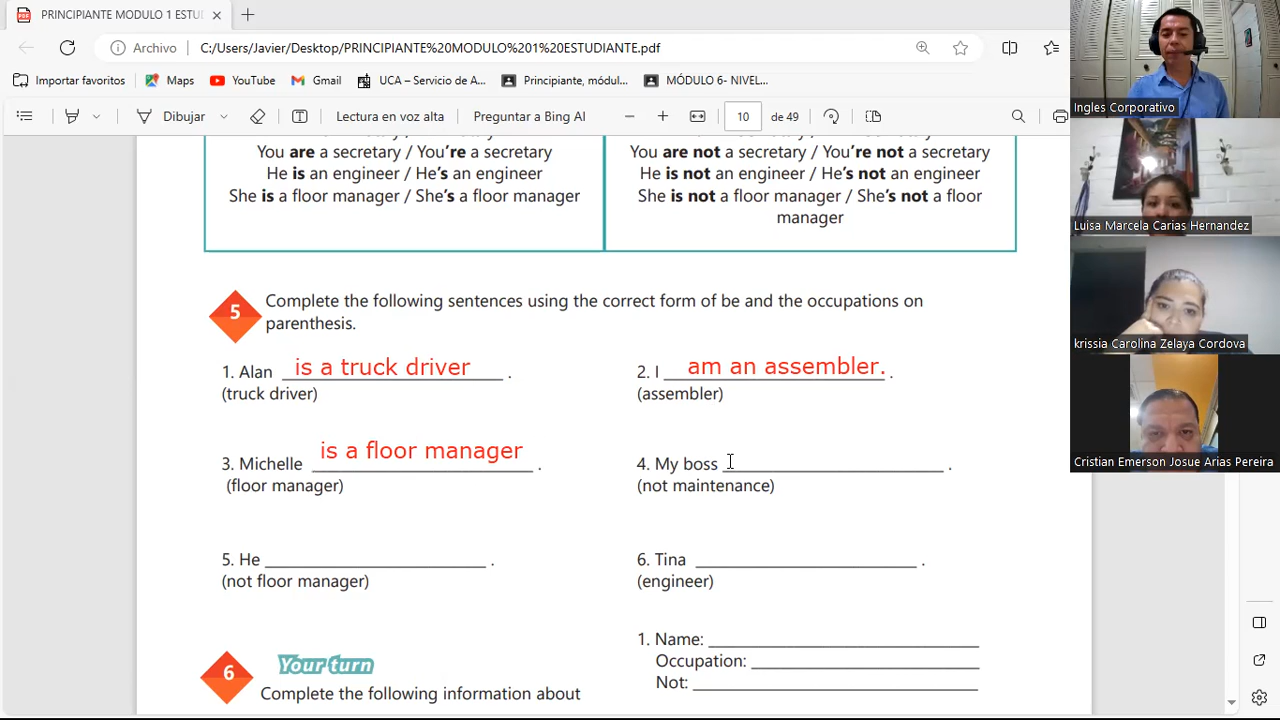 PRINCIPIANTE MODULO 1 ESTU
Archivo C:/Users/Javier/Desktop/PRINCIPIANTE%20MODULO%201%20ESTUDIANTE.pdf
Importar favoritos Maps YouTube Gmail UCA – Servicio de A... Principiante, módul... MÓDULO 6- NIVEL...
Dibujar Lectura en voz alta Preguntar a Bing AI 10 de 49
You are a secretary / You're a secretary
He is an engineer / He's an engineer
She is a floor manager / She's a floor manager
You are not a secretary / You're not a secretary
He is not an engineer / He's not an engineer
She is not a floor manager / She's not a floor
manager
5 Complete the following sentences using the correct form of be and the occupations on
parenthesis.
1. Alan is a truck driver .
(truck driver)
2. I am an assembler. .
(assembler)
3. Michelle is a floor manager .
(floor manager)
4. My boss ______ .
(not maintenance)
5. He ______ .
(not floor manager)
6. Tina ______ .
(engineer)
6 Your turn
Complete the following information about
1. Name: ______
Occupation: ______
Not: ______
Ingles Corporativo
Luisa Marcela Carias Hernandez
krissia Carolina Zelaya Cordova
Cristian Emerson Josue Arias Pereira